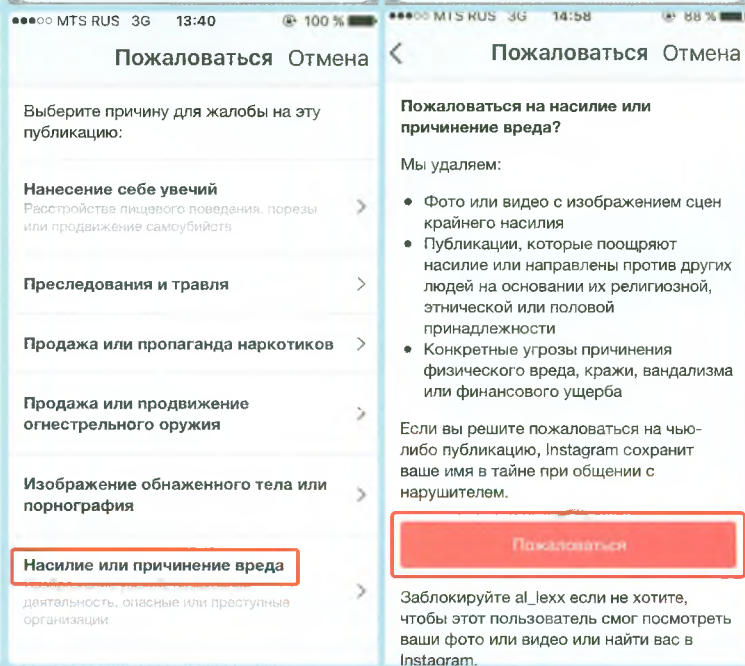 MTS RUS 3G 13:40 100 %
Пожаловаться Отмена
Выберите причину для жалобы на эту
публикацию:
Нанесение себе увечий
Расстройства пищевого поведения, порезы
или продвижение самоубийств
Преследования и травля
Продажа или пропаганда наркотиков
Продажа или продвижение
огнестрельного оружия
Изображение обнаженного тела или
порнография
Насилие или причинение вреда
деятельность, опасные или преступные
организации
MTS RUS 3G 14:58 88 %
Пожаловаться Отмена
Пожаловаться на насилие или
причинение вреда?
Мы удаляем:
• Фото или видео с изображением сцен
крайнего насилия
• Публикации, которые поощряют
насилие или направлены против других
людей на основании их религиозной,
этнической или половой
принадлежности
• Конкретные угрозы причинения
физического вреда, кражи, вандализма
или финансового ущерба
Если вы решите пожаловаться на чью-
либо публикацию, Instagram сохранит
ваше имя в тайне при общении с
нарушителем.
Пожаловаться
Заблокируйте al_lexx если не хотите,
чтобы этот пользователь смог посмотреть
ваши фото или видео или найти вас в
Instagram.